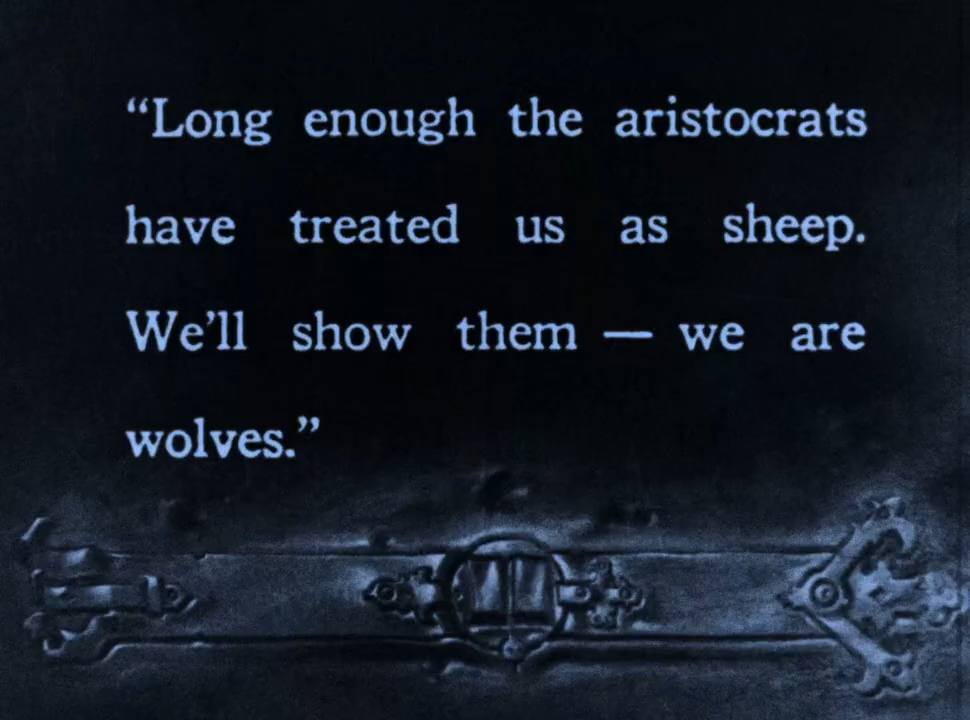 “Long enough the aristocrats
have treated us as sheep.
We’ll show them — we are
wolves.”